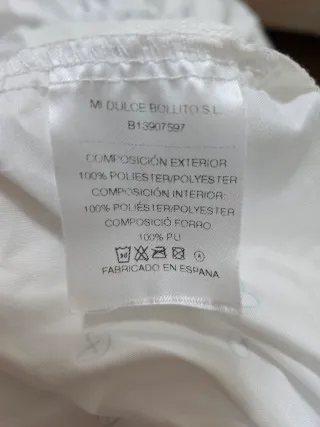 MI DULCE BOLLITO S.L.
B13907597
COMPOSICIÓN EXTERIOR
100% POLIESTER/POLYESTER
COMPOSICIÓN INTERIOR:
100% POLIÉSTER/POLYESTER
COMPOSICIÓ FORRO:
100% PU
FABRICADO EN ESPANA